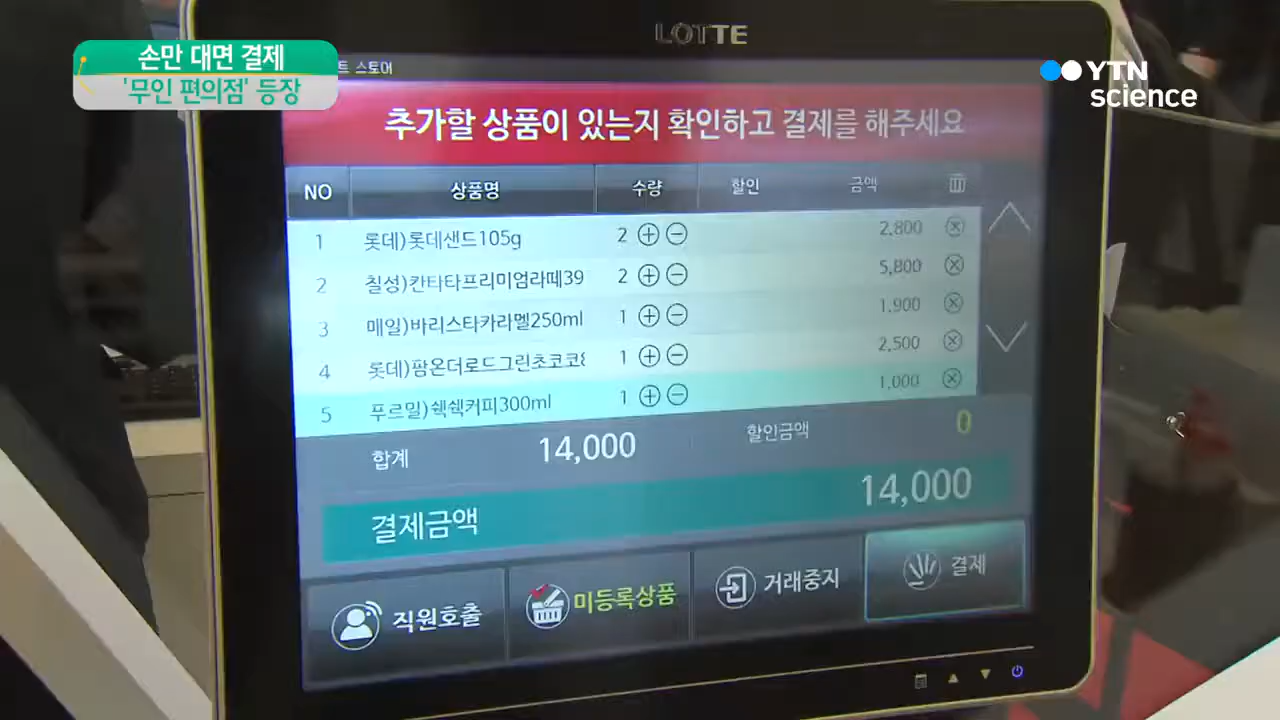 LOTTE
손만 대면 결제
'무인 편의점' 등장
트 스토어
YTN
science
추가할 상품이 있는지 확인하고 결제를 해주세요
NO 상품명 수량 할인 금액
1 롯데)롯데샌드105g 2 2,800
2 칠성)칸타타프리미엄라떼39 2 5,800
3 매일)바리스타카라멜250ml 1 1,900
4 롯데)팜온더로드그린초코코8 1 2,500
5 푸르밀)쉑쉑커피300ml 1 1,000
합계 14,000 할인금액 0
결제금액 14,000
직원호출 미등록상품 거래중지 결제